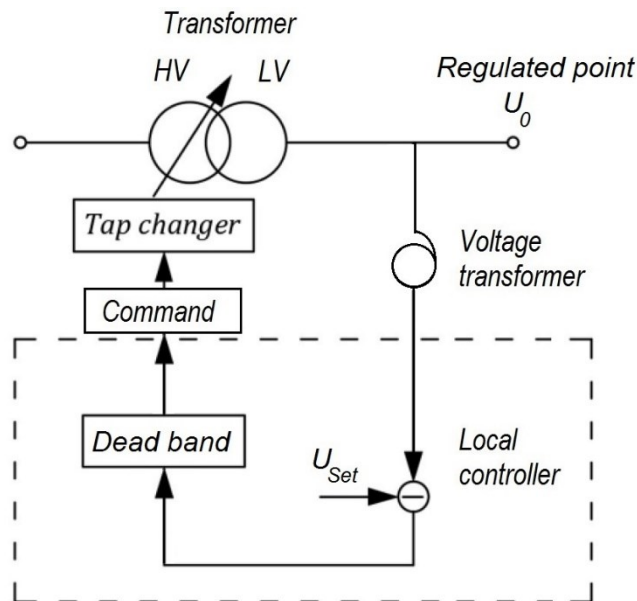 Transformer
HV LV
Regulated point
U0
Tap changer
Voltage
transformer
Command
Dead band
Local
controller
USet
−